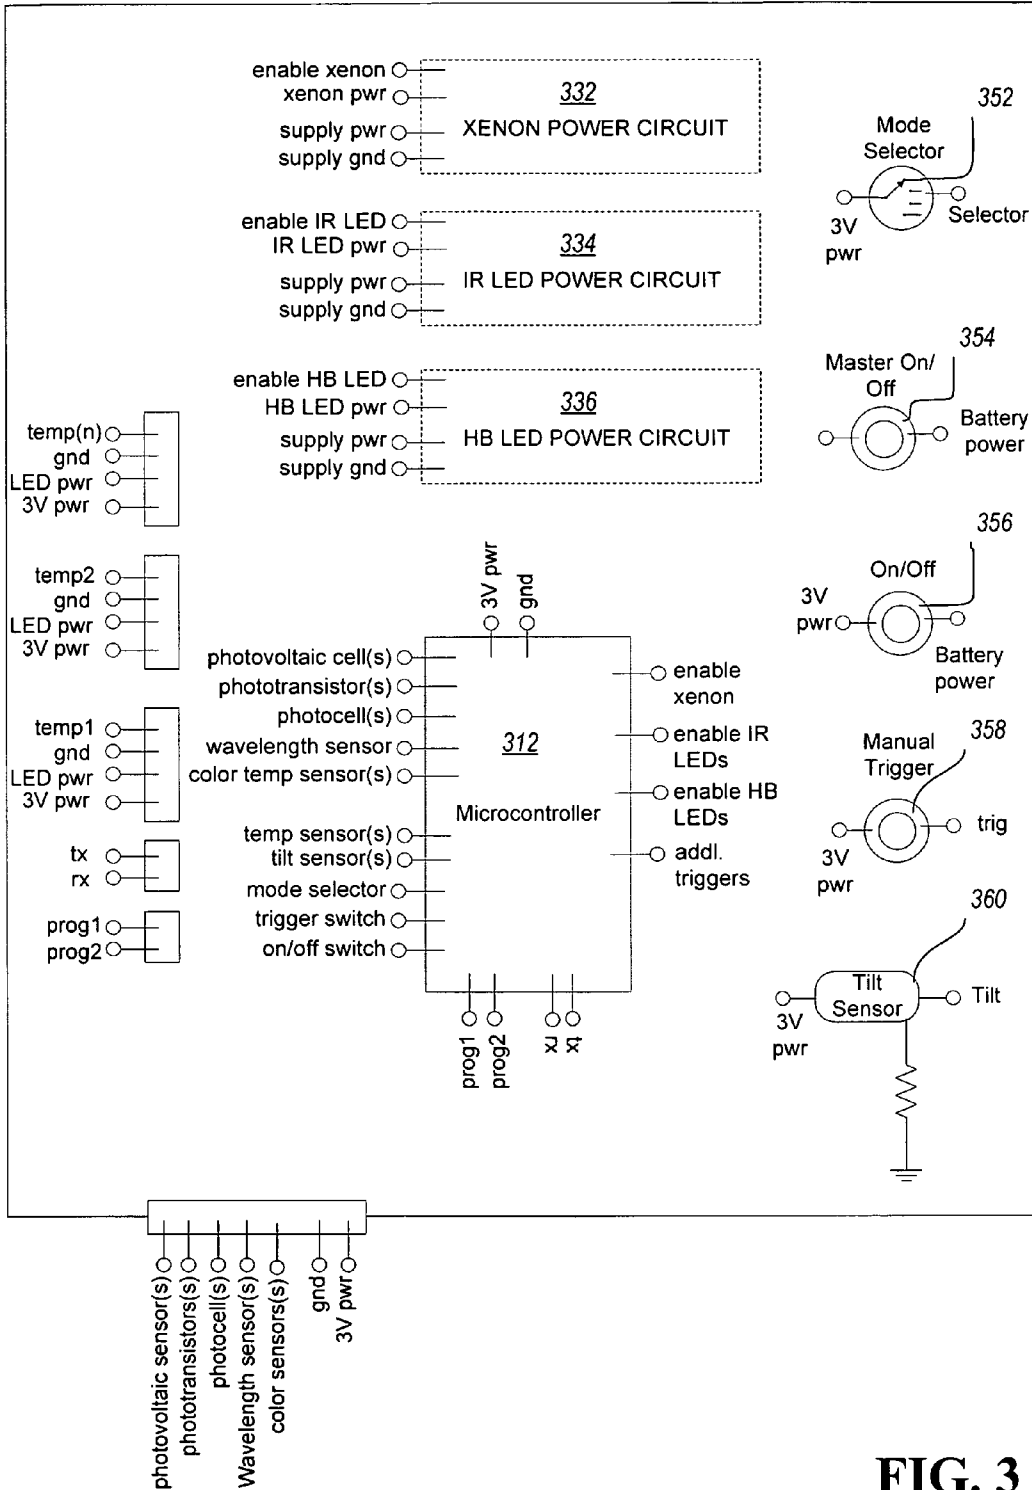 enable xenon
xenon pwr
supply pwr
supply gnd
332
XENON POWER CIRCUIT
enable IR LED
IR LED pwr
supply pwr
supply gnd
334
IR LED POWER CIRCUIT
enable HB LED
HB LED pwr
supply pwr
supply gnd
336
HB LED POWER CIRCUIT
352
Mode
Selector
3V
pwr
Selector
354
Master On/
Off
Battery
power
356
On/Off
3V
pwr
Battery
power
358
Manual
Trigger
3V
pwr
trig
360
Tilt
Sensor
3V
pwr
Tilt
temp(n)
gnd
LED pwr
3V pwr
temp2
gnd
LED pwr
3V pwr
temp1
gnd
LED pwr
3V pwr
tx
rx
prog1
prog2
3V pwr
gnd
photovoltaic cell(s)
phototransistor(s)
photocell(s)
wavelength sensor
color temp sensor(s)
temp sensor(s)
tilt sensor(s)
mode selector
trigger switch
on/off switch
312
Microcontroller
enable
xenon
enable IR
LEDs
enable HB
LEDs
addl.
triggers
prog1
prog2
rx
tx
photovoltaic sensor(s)
phototransistors(s)
photocell(s)
Wavelength sensor(s)
color sensors(s)
gnd
3V pwr
FIG. 3